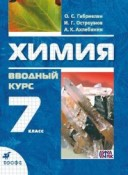 О. С. Габриелян
И. Г. Остроумов
А. К. Ахлебинин
ХИМИЯ
ВВОДНЫЙ
КУРС
7
КЛАСС
ДРОФА